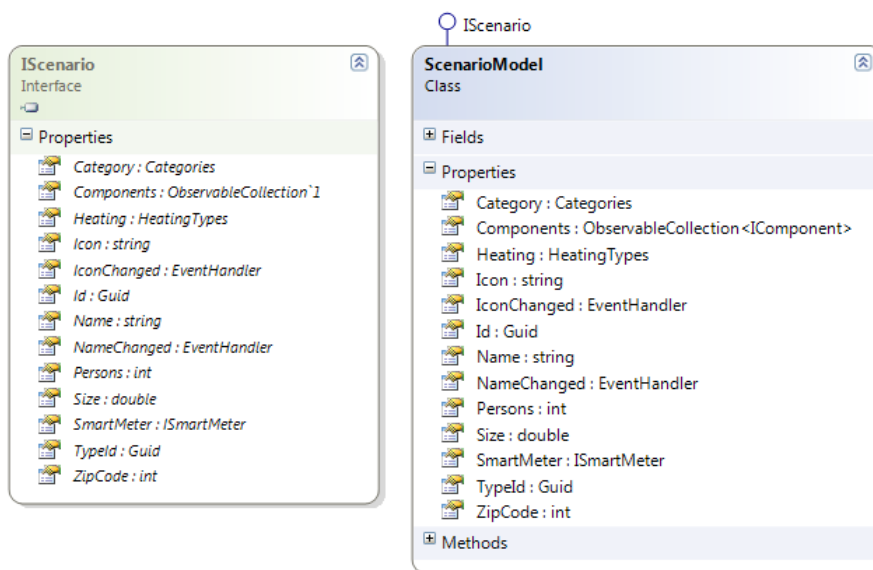 IScenario
IScenario
Interface
Properties
Category : Categories
Components : ObservableCollection`1
Heating : HeatingTypes
Icon : string
IconChanged : EventHandler
Id : Guid
Name : string
NameChanged : EventHandler
Persons : int
Size : double
SmartMeter : ISmartMeter
TypeId : Guid
ZipCode : int
ScenarioModel
Class
Fields
Properties
Category : Categories
Components : ObservableCollection<IComponent>
Heating : HeatingTypes
Icon : string
IconChanged : EventHandler
Id : Guid
Name : string
NameChanged : EventHandler
Persons : int
Size : double
SmartMeter : ISmartMeter
TypeId : Guid
ZipCode : int
Methods